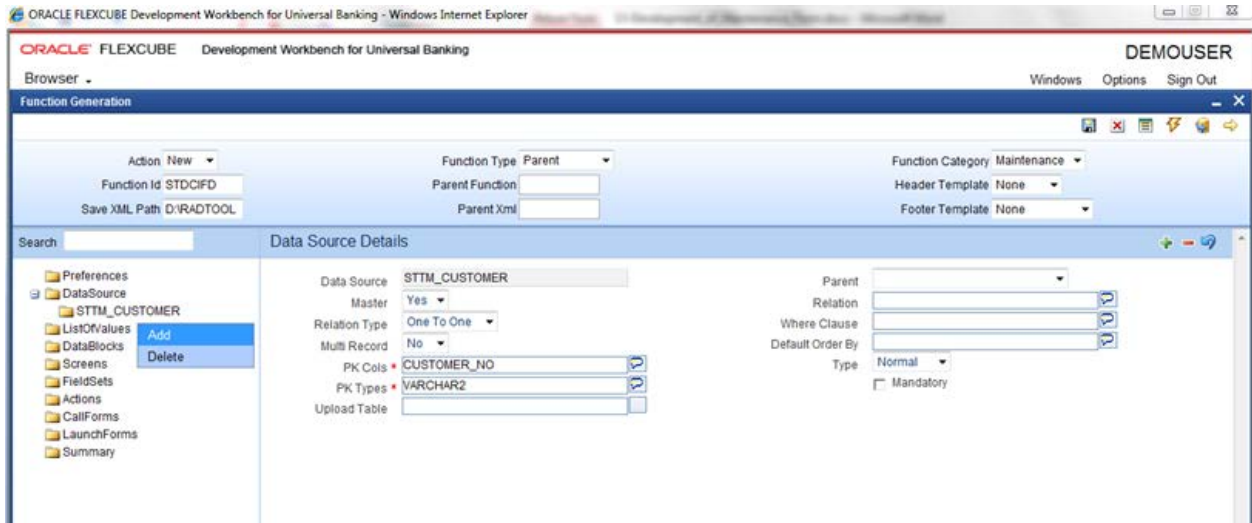 ORACLE FLEXCUBE Development Workbench for Universal Banking - Windows Internet Explorer
ORACLE FLEXCUBE Development Workbench for Universal Banking
DEMOUSER
Browser
Windows Options Sign Out
Function Generation
Action New Function Type Parent Function Category Maintenance
Function Id STDCIFD Parent Function Header Template None
Save XML Path D:\RADTOOL Parent Xml Footer Template None
Search Data Source Details
Preferences
DataSource
STTM_CUSTOMER
ListOfValues
DataBlocks
Screens
FieldSets
Actions
CallForms
LaunchForms
Summary
Add
Delete
Data Source STTM_CUSTOMER Parent
Master Yes Relation
Relation Type One To One Where Clause
Multi Record No Default Order By
PK Cols * CUSTOMER_NO Type Normal
PK Types * VARCHAR2 Mandatory
Upload Table